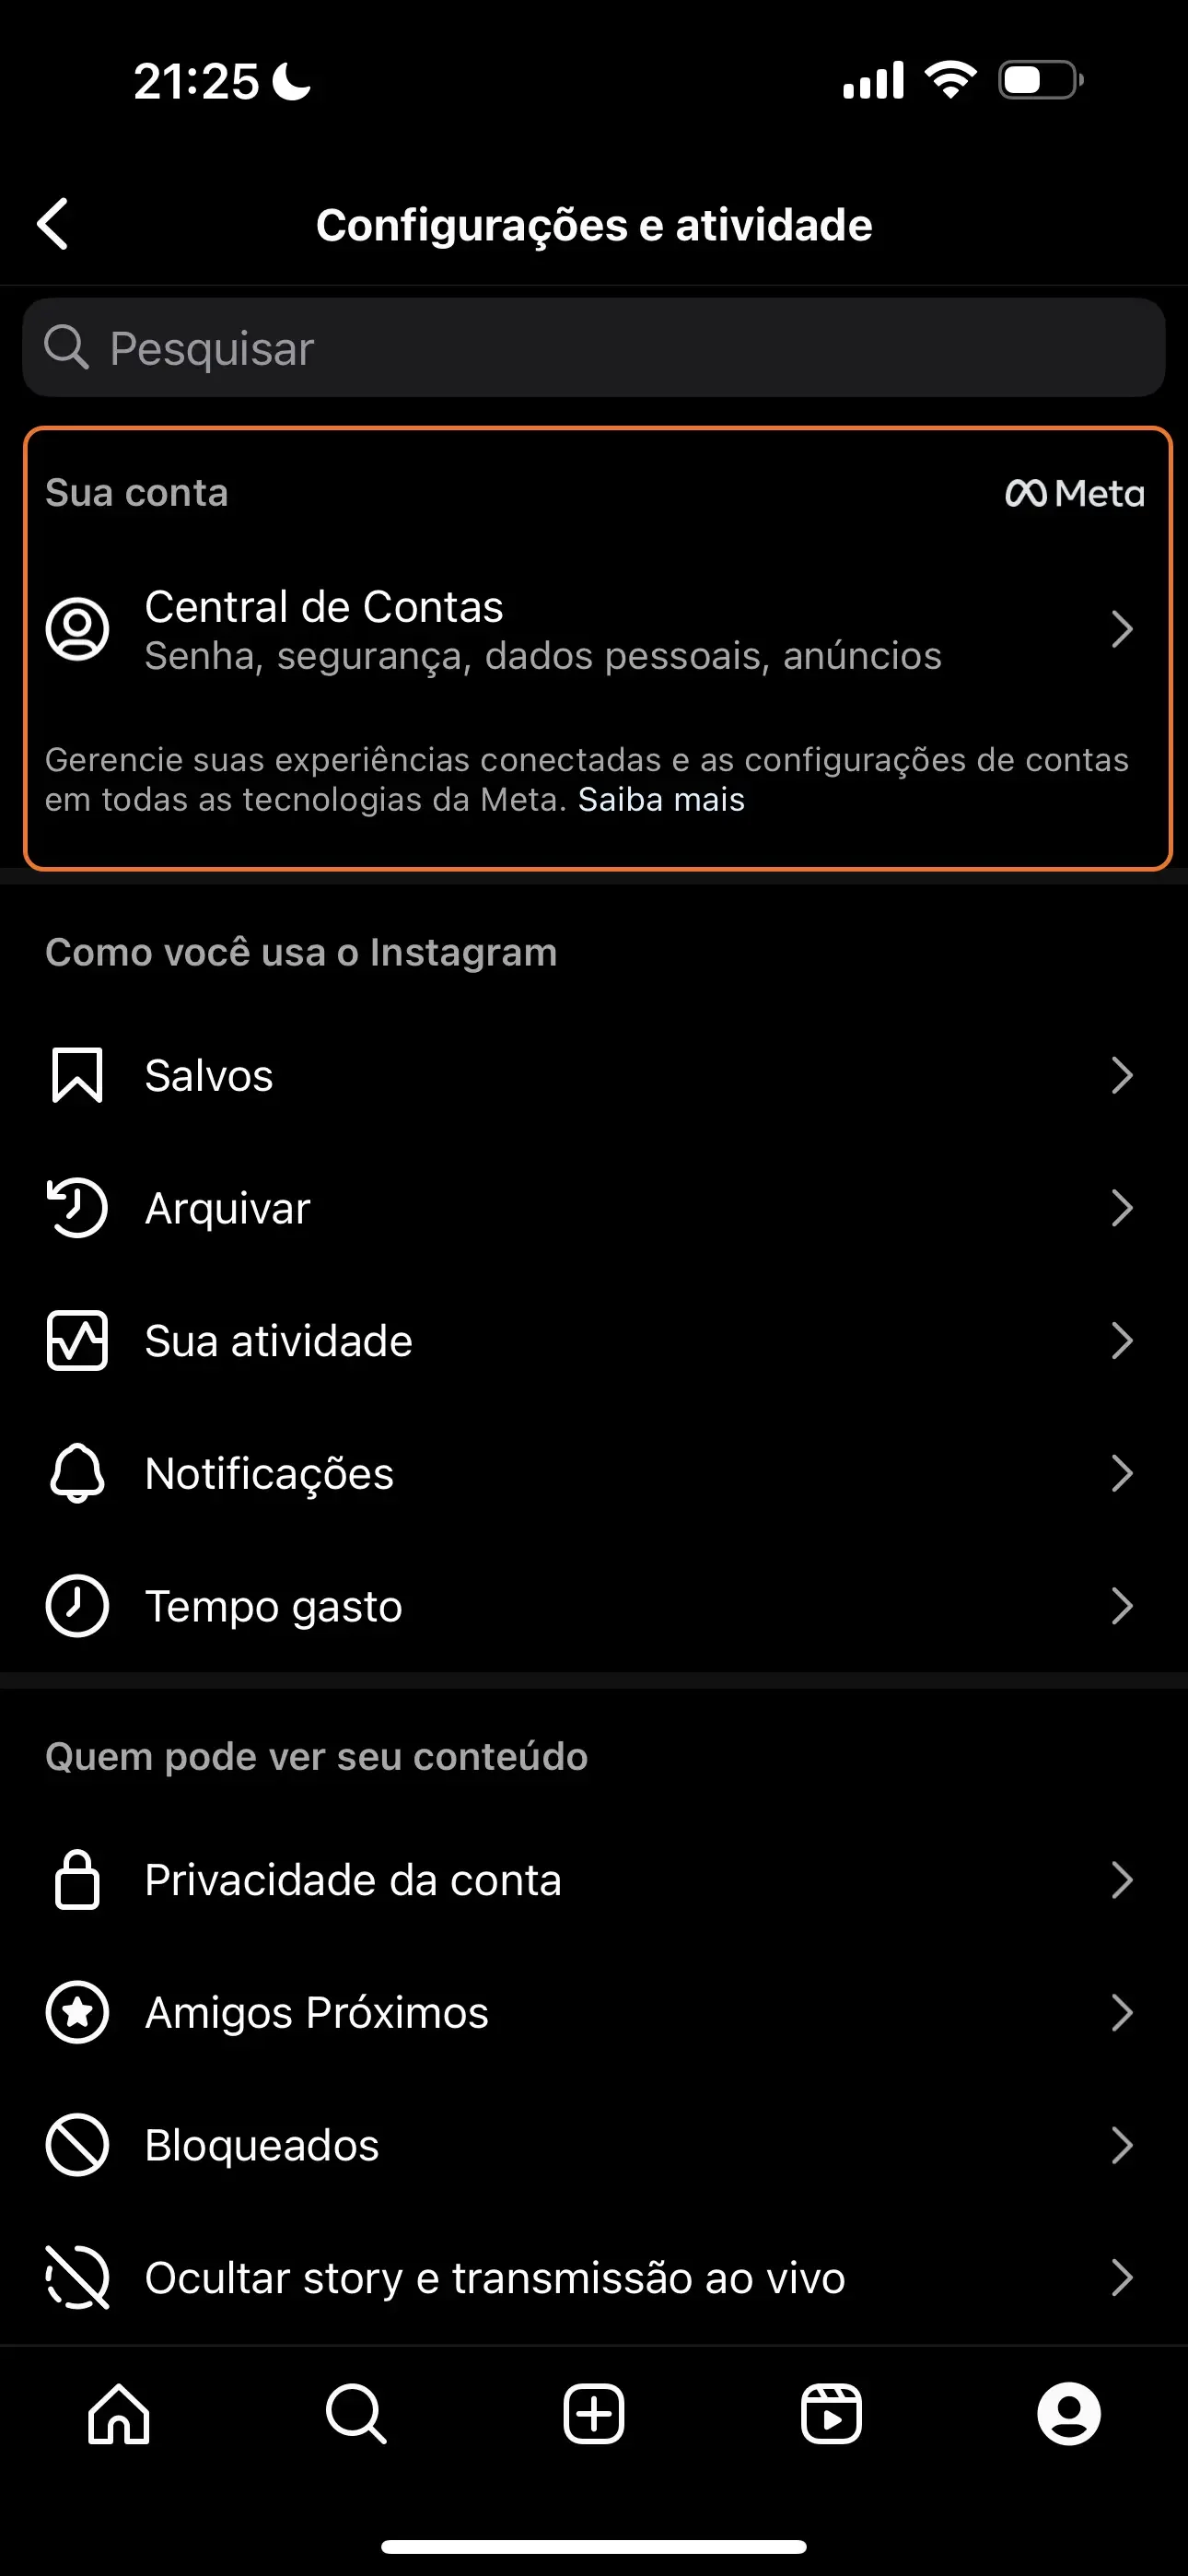 21:25
Configurações e atividade
Pesquisar
Sua conta
Meta
Central de Contas
Senha, segurança, dados pessoais, anúncios
Gerencie suas experiências conectadas e as configurações de contas
em todas as tecnologias da Meta. Saiba mais
Como você usa o Instagram
Salvos
Arquivar
Sua atividade
Notificações
Tempo gasto
Quem pode ver seu conteúdo
Privacidade da conta
Amigos Próximos
Bloqueados
Ocultar story e transmissão ao vivo